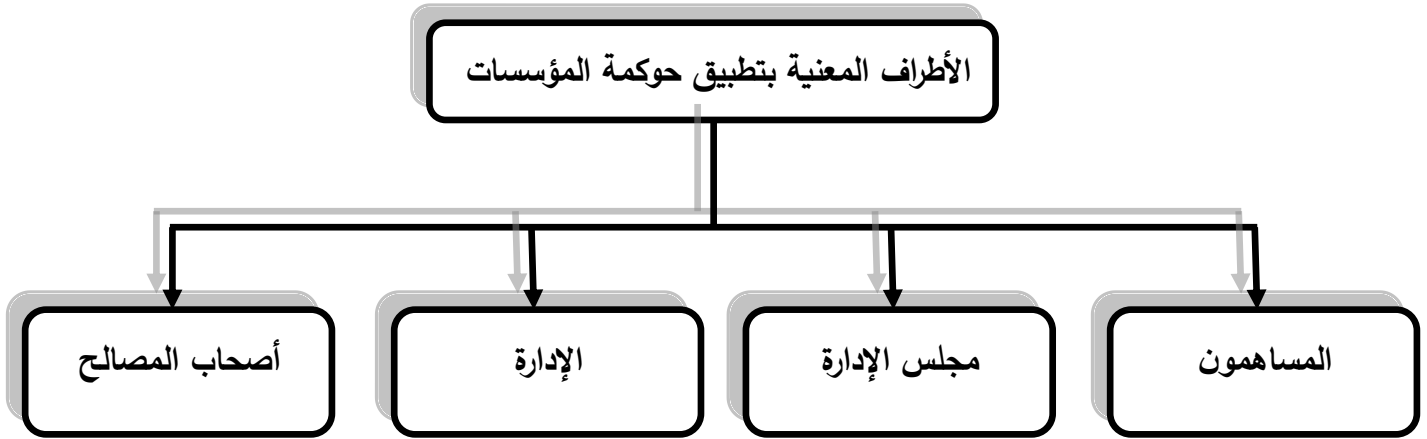 الأطراف المعنية بتطبيق حوكمة المؤسسات
المساهمون
مجلس الإدارة
الإدارة
أصحاب المصالح